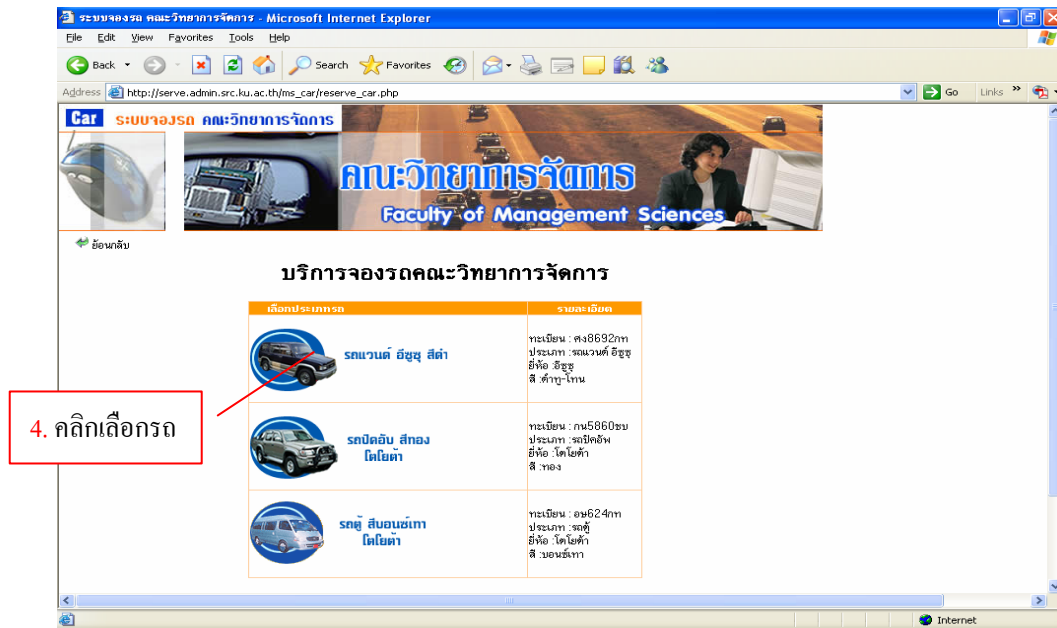 ระบบจองรถ คณะวิทยาการจัดการ - Microsoft Internet Explorer
File Edit View Favorites Tools Help
Back Search Favorites
Address http://serve.admin.src.ku.ac.th/ms_car/reserve_car.php Go Links »
Car ระบบจองรถ คณะวิทยาการจัดการ
คณะวิทยาการจัดการ
Faculty of Management Sciences
ย้อนกลับ
บริการจองรถคณะวิทยาการจัดการ
เลือกประเภทรถ รายละเอียด
รถแวนด์ อีซูซุ สีดำ
ทะเบียน : ศง8692กท
ประเภท :รถแวนด์ อีซูซุ
ยี่ห้อ :อีซูซุ
สี :ดำทู-โทน
4. คลิกเลือกรถ
รถปิดอับ สีทอง
โตโยต้า
ทะเบียน : กน5860ชบ
ประเภท :รถปิคอัพ
ยี่ห้อ :โตโยต้า
สี :ทอง
รถตู้ สีบอนซ์เทา
โตโยต้า
ทะเบียน : อษ624กท
ประเภท :รถตู้
ยี่ห้อ :โตโยต้า
สี :บอนซ์เทา
Internet